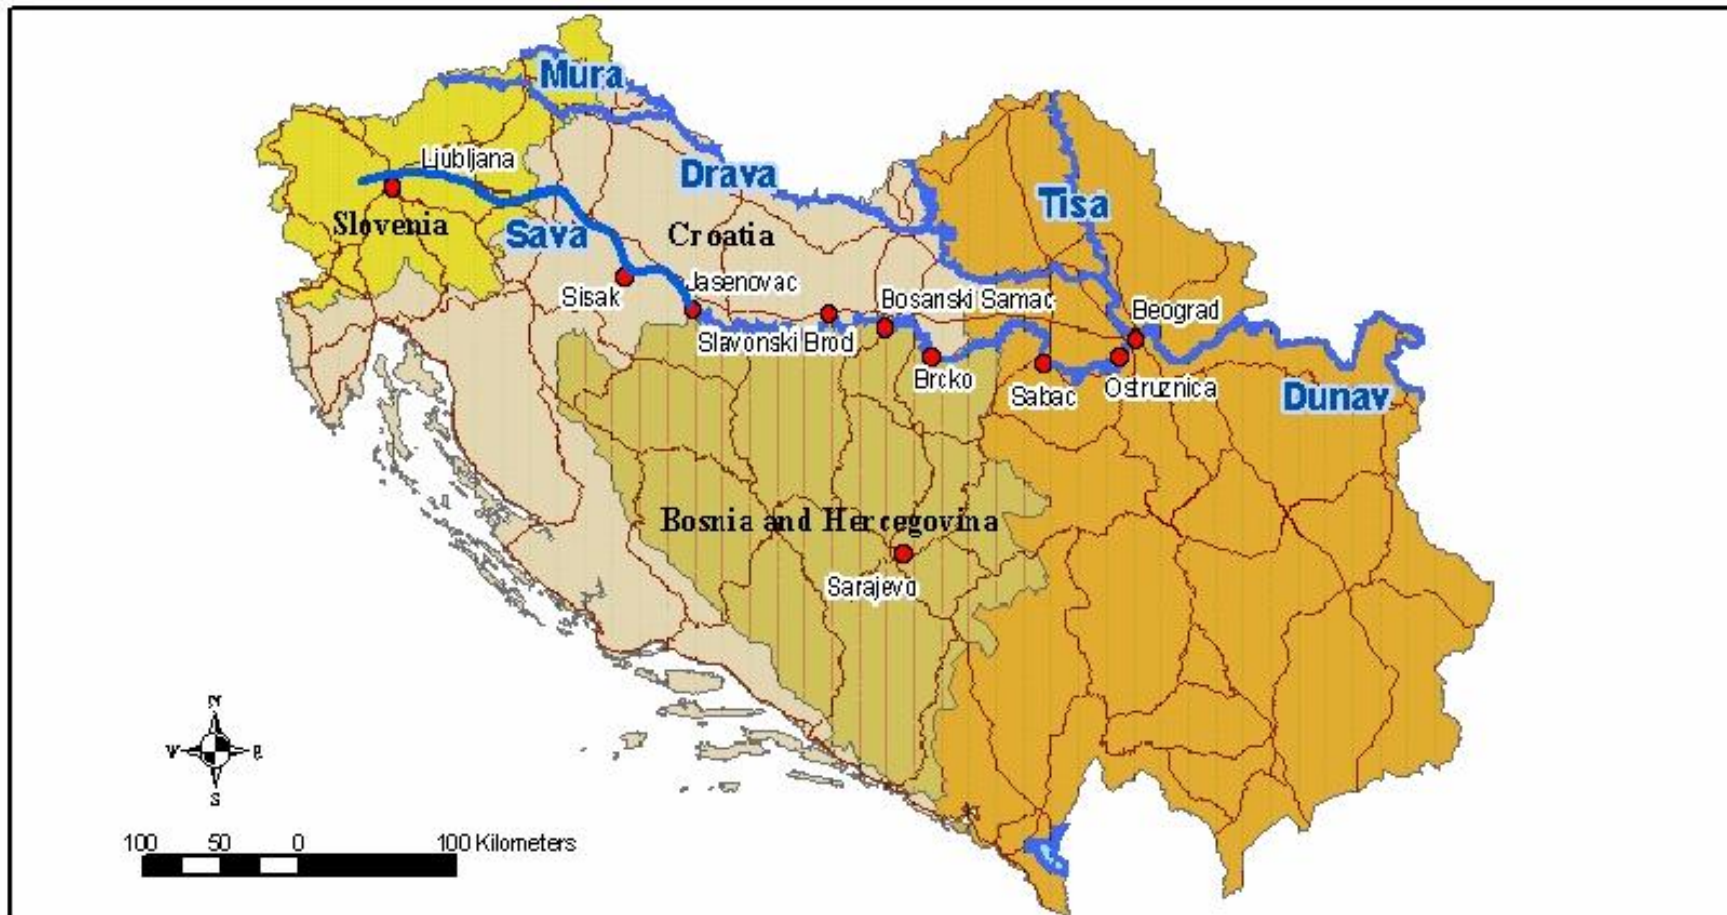 Mura
Ljubljana
Drava
Tisa
Slovenia
Sava
Croatia
Sisak
Jasenovac
Bosanski Samac
Beograd
Slavonski Brod
Brcko
Sabac
Ostruznica
Dunav
Bosnia and Hercegovina
Sarajevo
N
W E
S
100 50 0 100 Kilometers